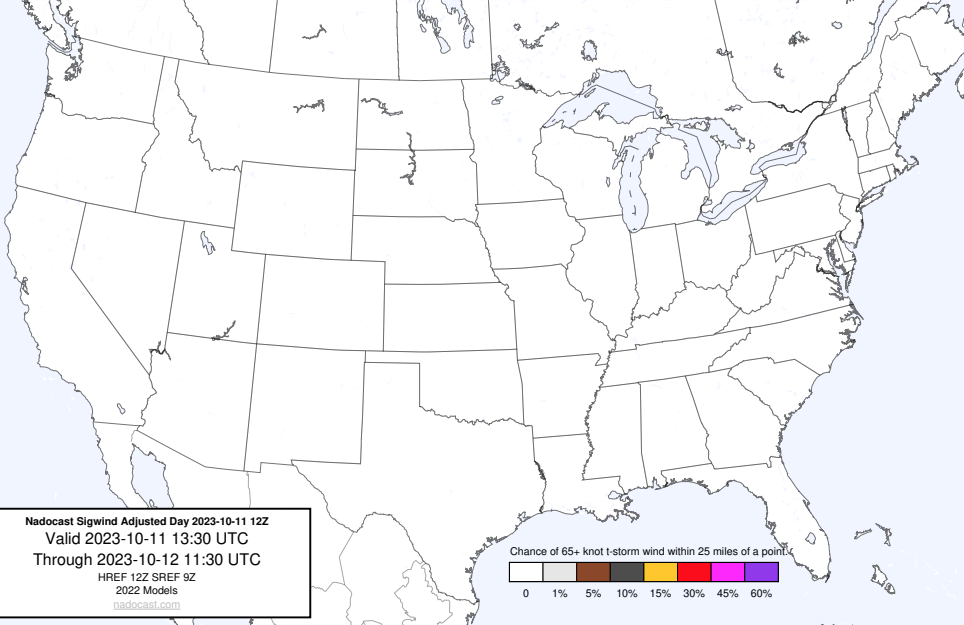 Nadocast Sigwind Adjusted Day 2023-10-11 12Z
Valid 2023-10-11 13:30 UTC
Through 2023-10-12 11:30 UTC
HREF 12Z SREF 9Z
2022 Models
nadocast.com
Chance of 65+ knot t-storm wind within 25 miles of a point.
0 1% 5% 10% 15% 30% 45% 60%